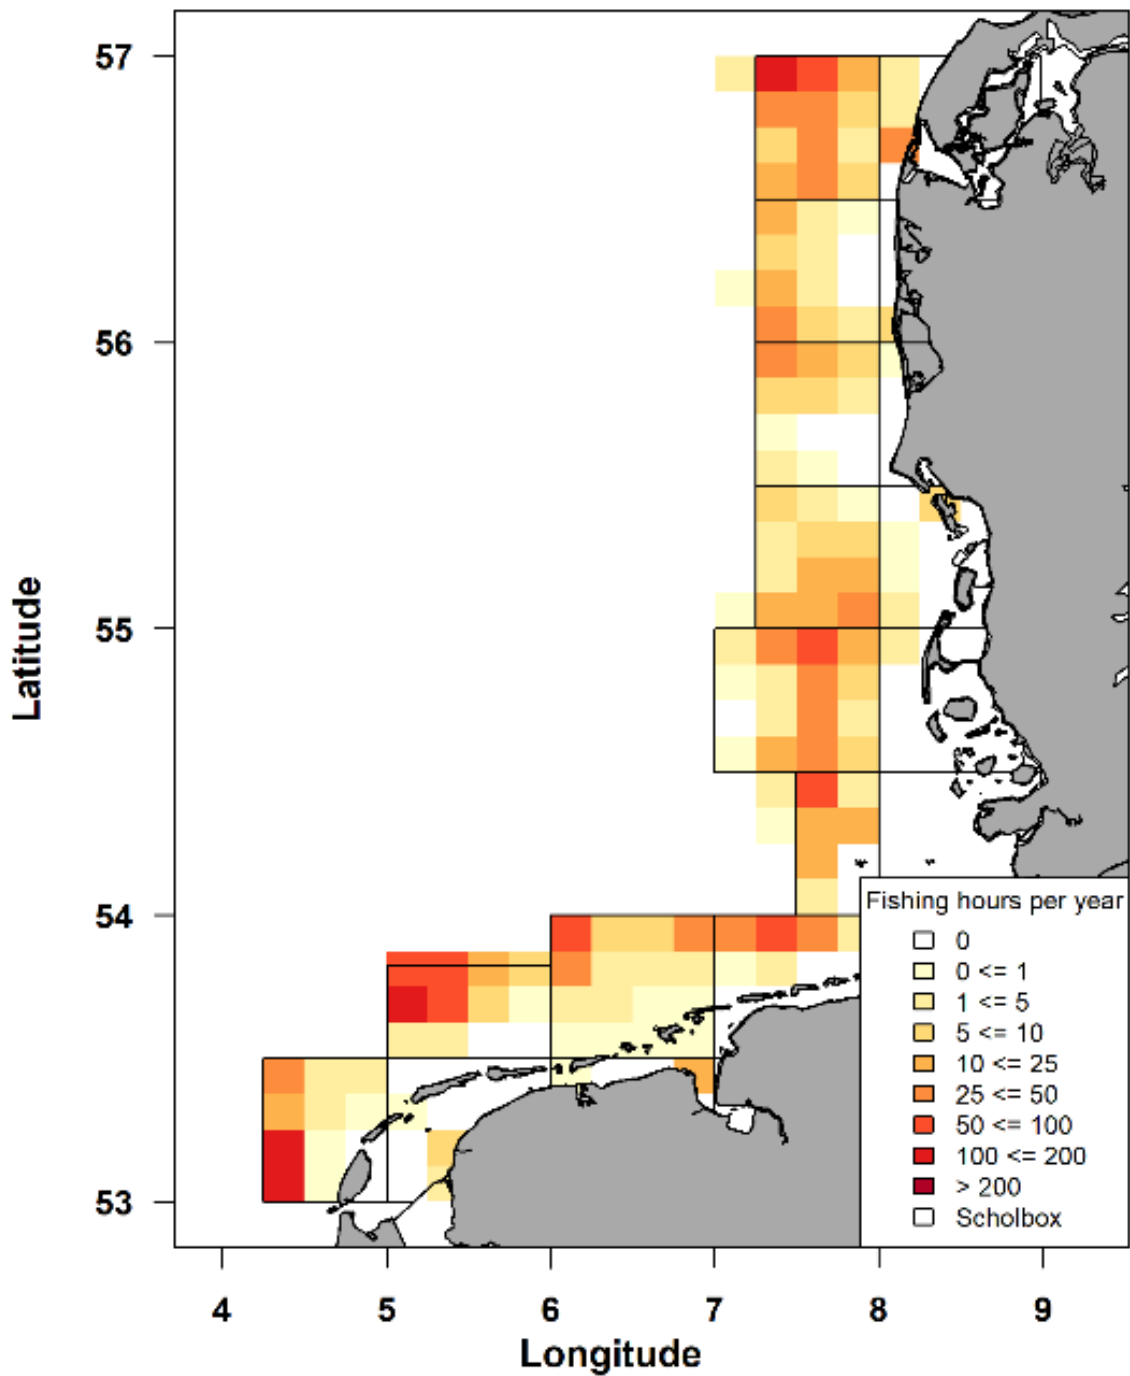 57
56
55
54
53
Latitude
Fishing hours per year
0
0 <= 1
1 <= 5
5 <= 10
10 <= 25
25 <= 50
50 <= 100
100 <= 200
> 200
Scholbox
4 5 6 7 8 9
Longitude